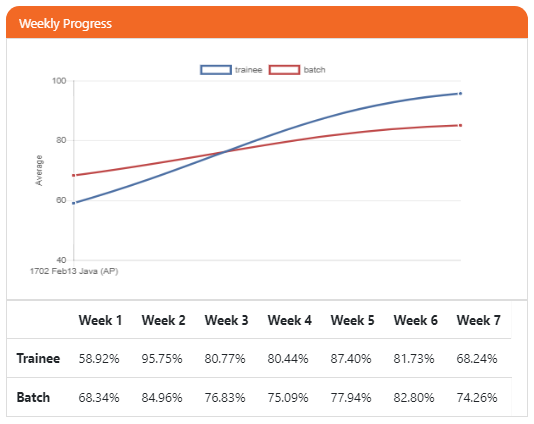 Weekly Progress
trainee batch
100
80
Average
60
40
1702 Feb13 Java (AP)
Week 1 Week 2 Week 3 Week 4 Week 5 Week 6 Week 7
Trainee 58.92% 95.75% 80.77% 80.44% 87.40% 81.73% 68.24%
Batch 68.34% 84.96% 76.83% 75.09% 77.94% 82.80% 74.26%